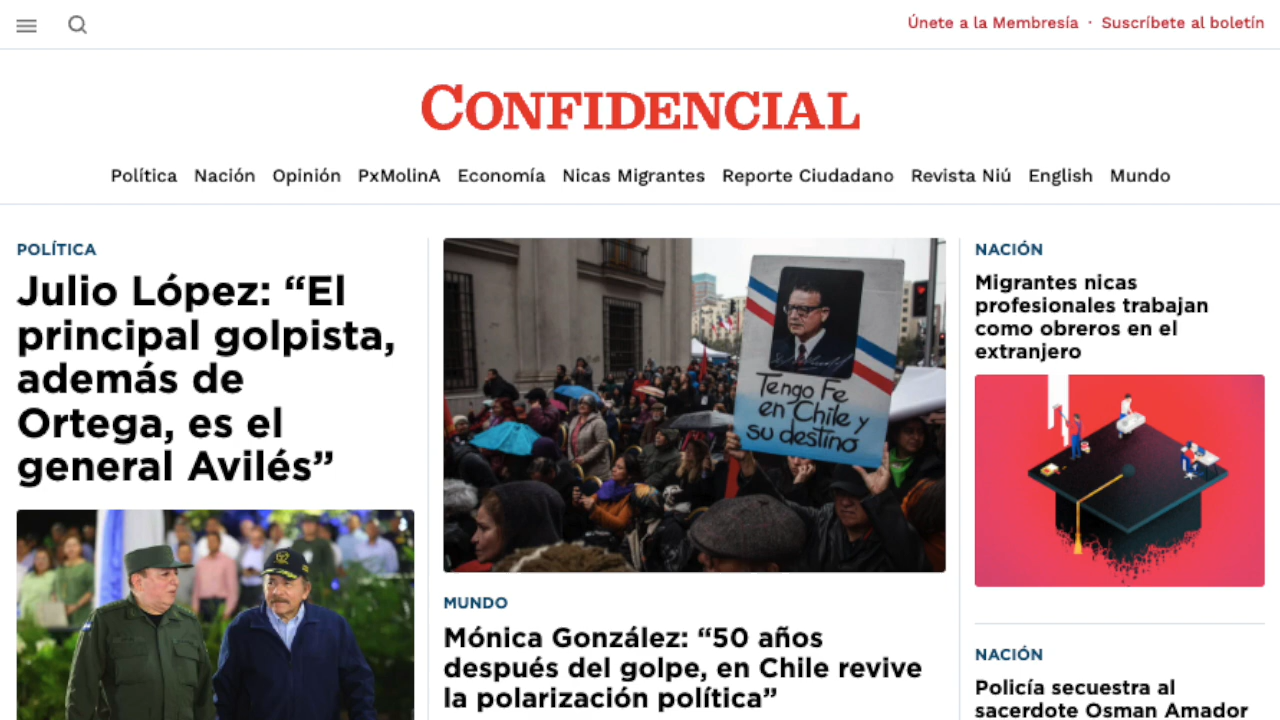 Únete a la Membresía · Suscríbete al boletín
CONFIDENCIAL
Política Nación Opinión PxMolinA Economía Nicas Migrantes Reporte Ciudadano Revista Niú English Mundo
POLÍTICA
Julio López: “El
principal golpista,
además de
Ortega, es el
general Avilés”
Tengo Fe
en Chile y
su destino
MUNDO
Mónica González: “50 años
después del golpe, en Chile revive
la polarización política”
NACIÓN
Migrantes nicas
profesionales trabajan
como obreros en el
extranjero
NACIÓN
Policía secuestra al
sacerdote Osman Amador